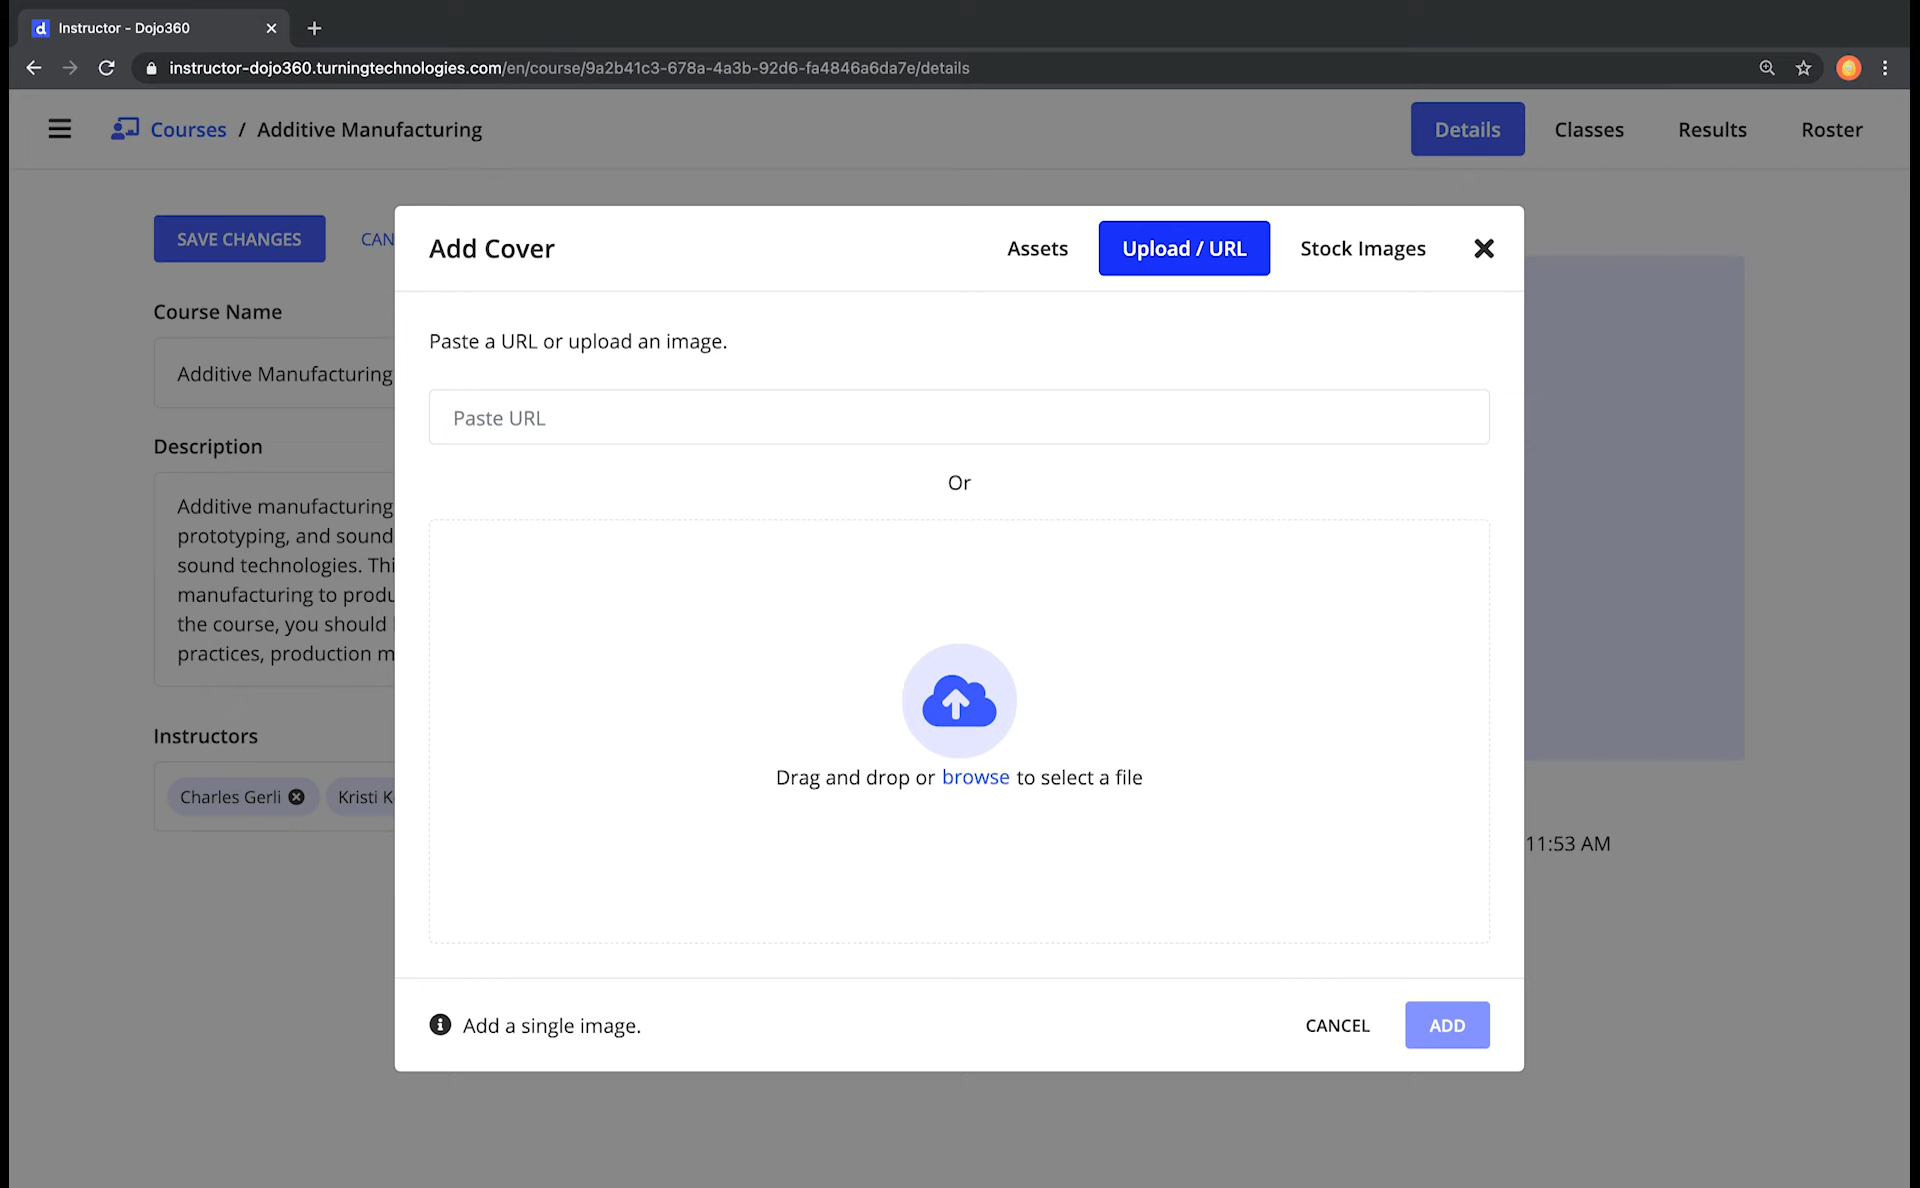 Instructor - Dojo360
instructor-dojo360.turningtechnologies.com/en/course/9a2b41c3-678a-4a3b-92d6-fa4846a6da7e/details
Courses / Additive Manufacturing
Details Classes Results Roster
SAVE CHANGES CAN
Add Cover Assets Upload / URL Stock Images
Course Name
Additive Manufacturing
Description
Additive manufacturing
prototyping, and sound
sound technologies. Thi
manufacturing to produ
the course, you should
practices, production m
Instructors
Charles Gerli Kristi K
Paste a URL or upload an image.
Paste URL
Or
Drag and drop or browse to select a file
11:53 AM
Add a single image. CANCEL ADD